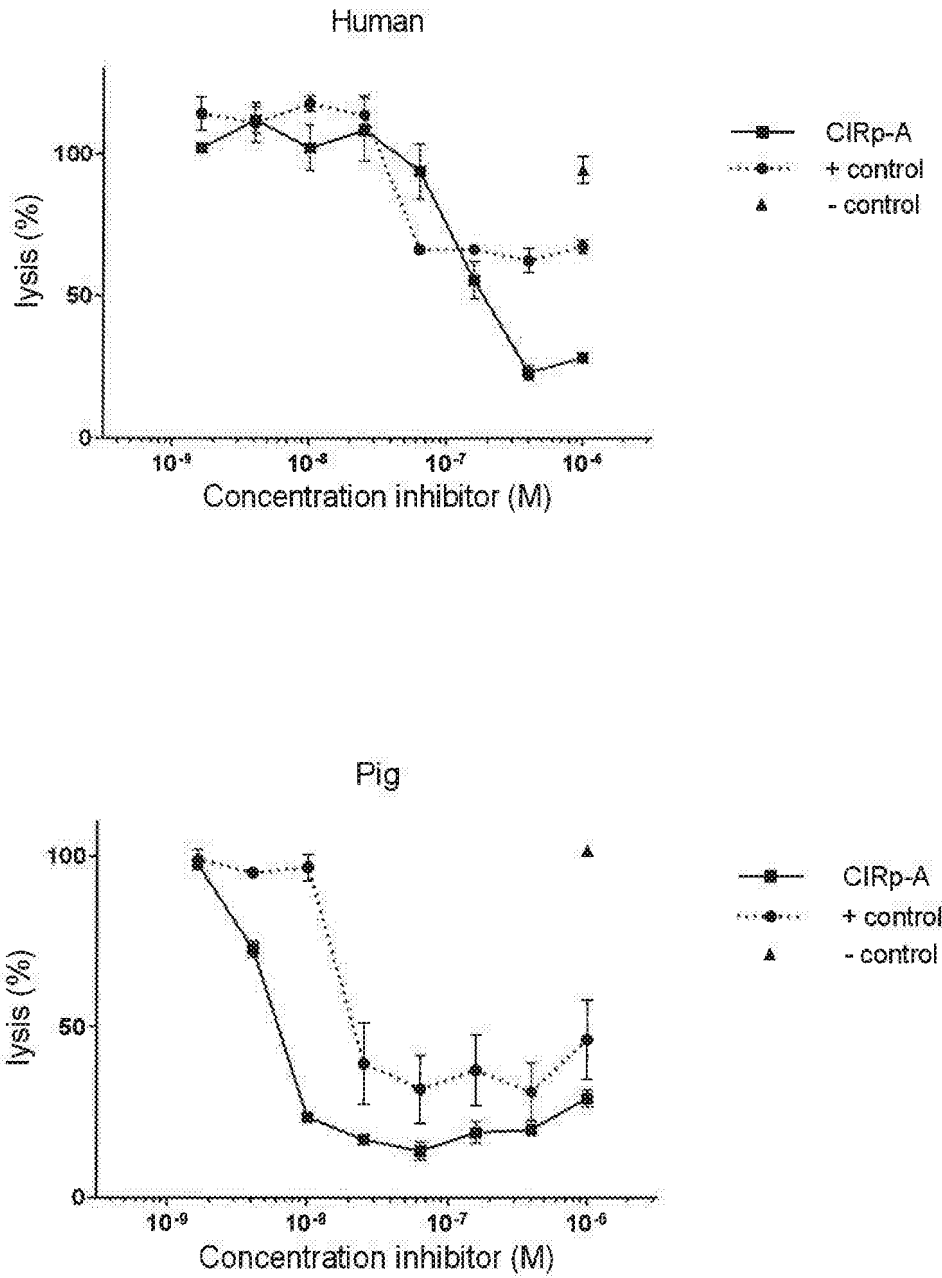 Human
lysis (%)
100
50
0
10⁻⁹ 10⁻⁸ 10⁻⁷ 10⁻⁶
Concentration inhibitor (M)
CIRp-A
+ control
- control
Pig
lysis (%)
100
50
0
10⁻⁹ 10⁻⁸ 10⁻⁷ 10⁻⁶
Concentration inhibitor (M)
CIRp-A
+ control
- control